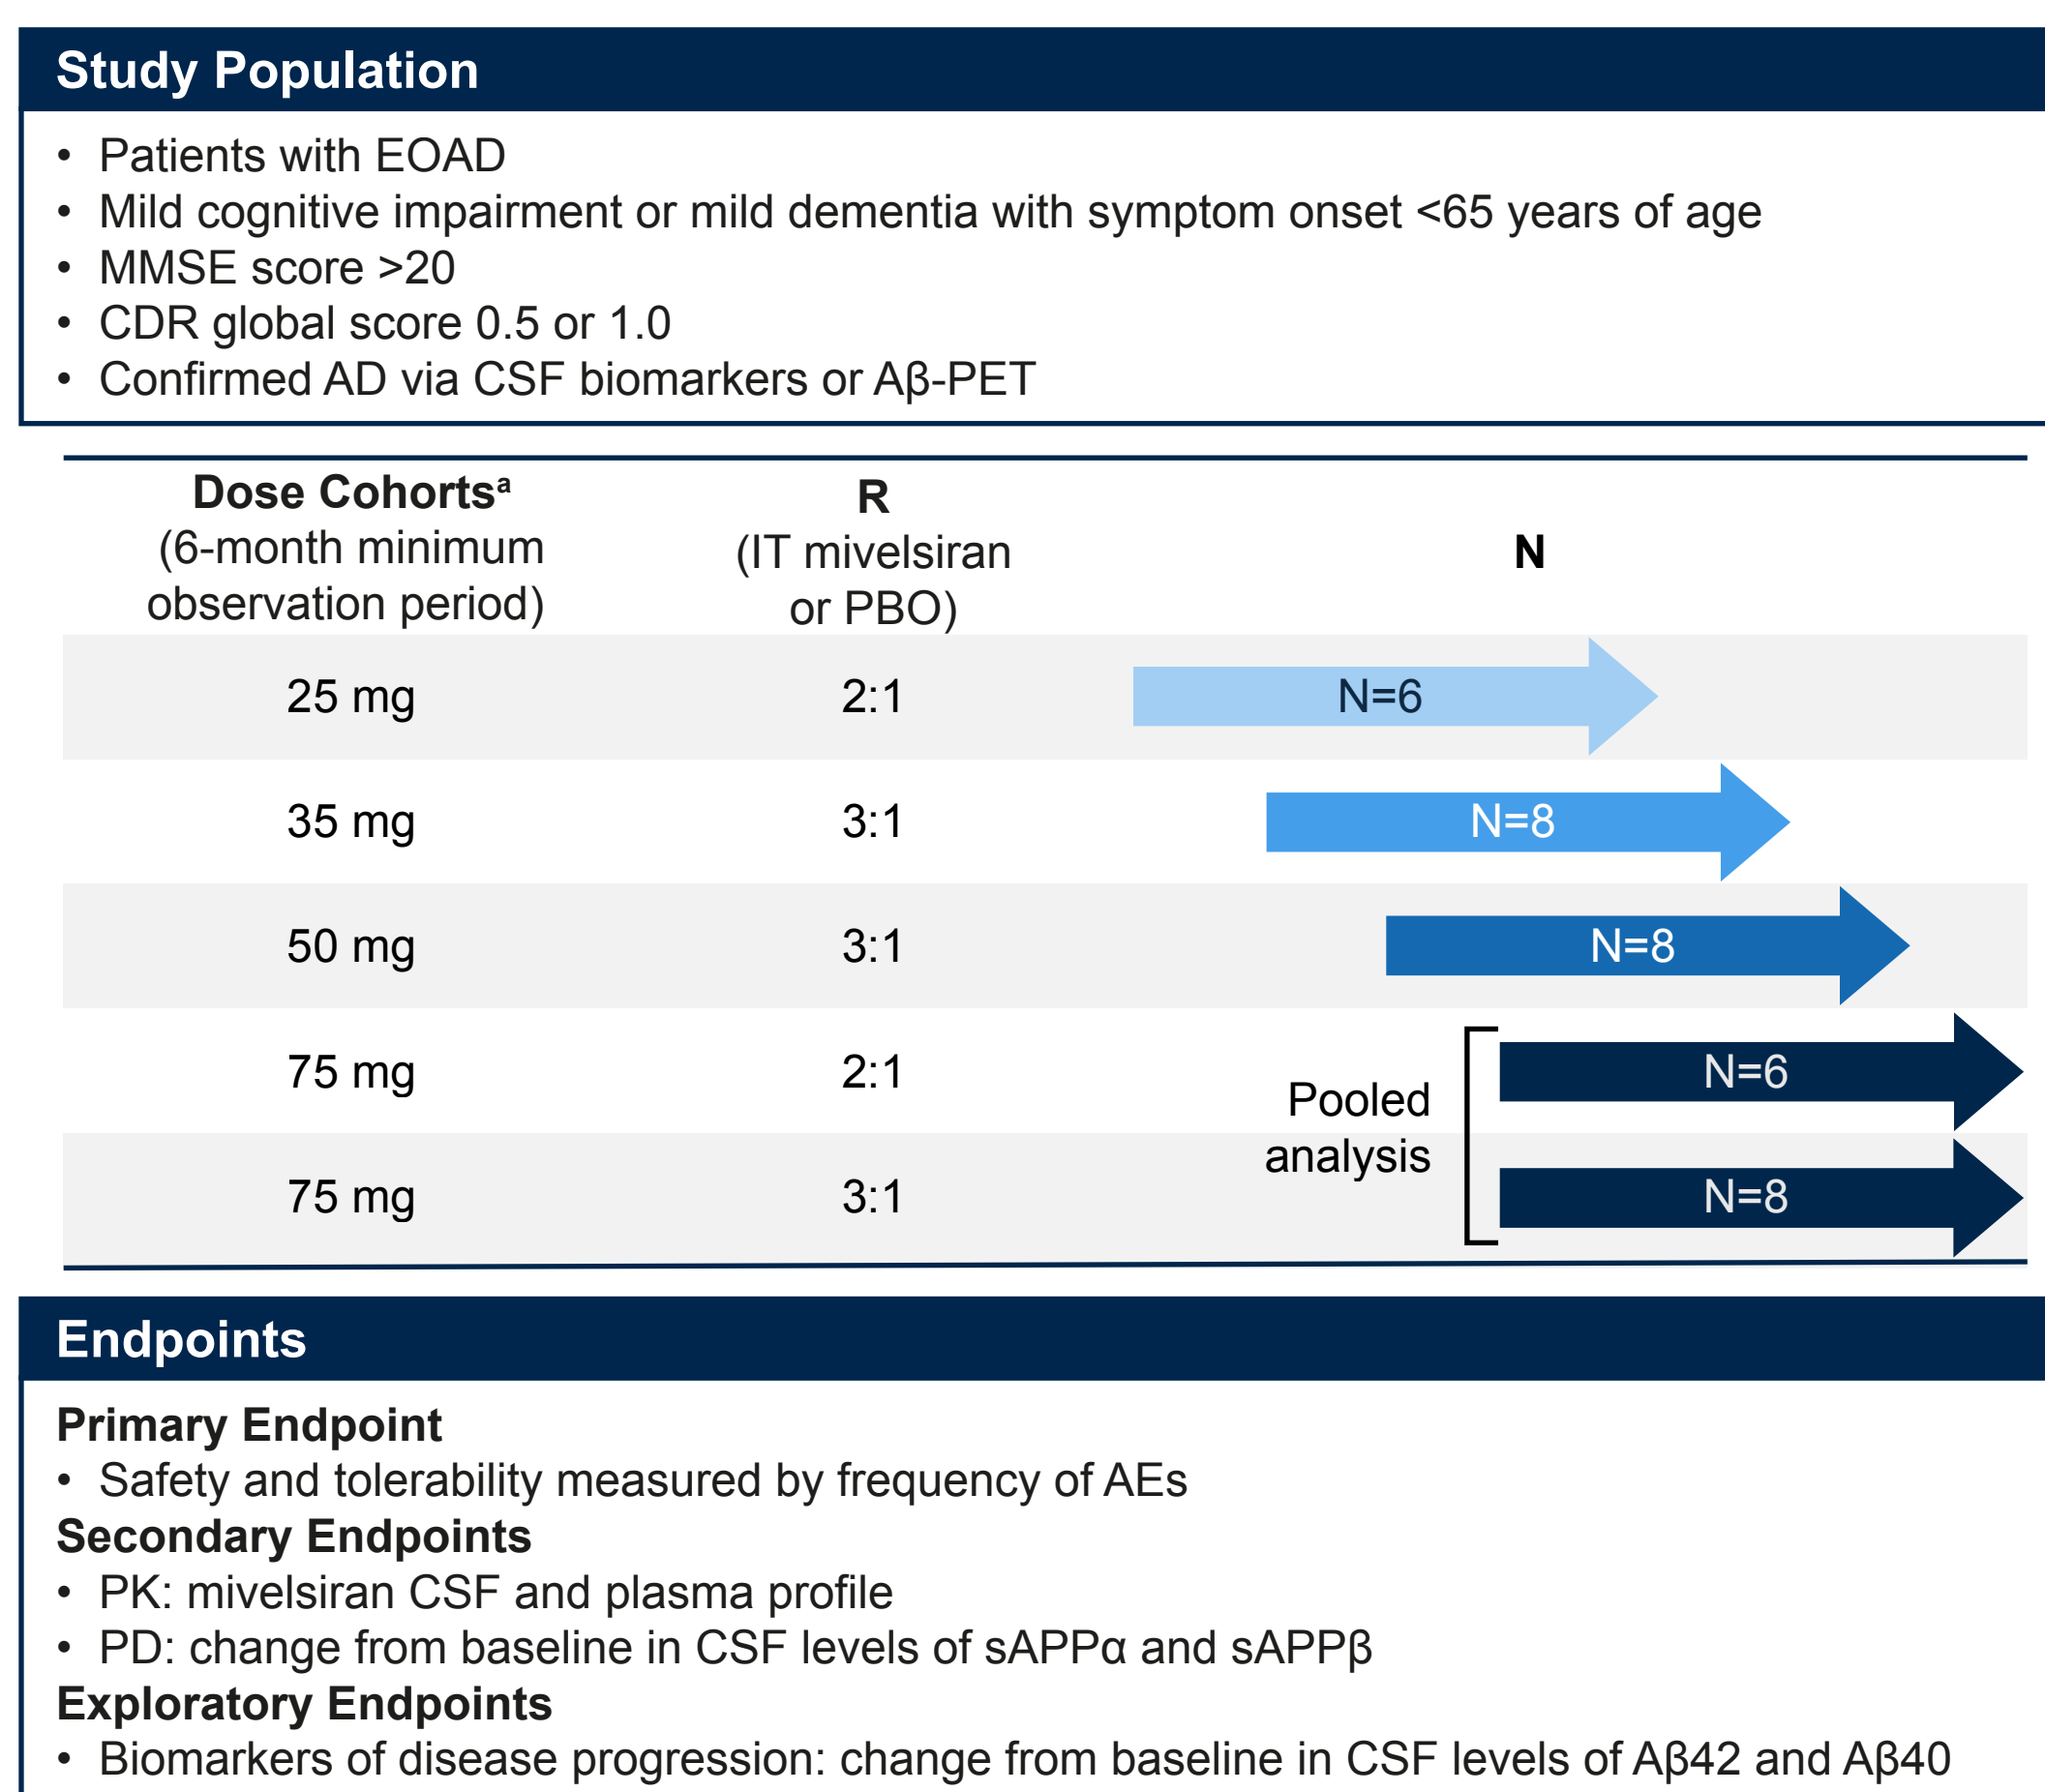 Study Population
• Patients with EOAD
• Mild cognitive impairment or mild dementia with symptom onset <65 years of age
• MMSE score >20
• CDR global score 0.5 or 1.0
• Confirmed AD via CSF biomarkers or Aβ-PET
Dose Cohortsᵃ
(6-month minimum
observation period)
R
(IT mivelsiran
or PBO)
N
25 mg 2:1 N=6
35 mg 3:1 N=8
50 mg 3:1 N=8
75 mg 2:1 N=6
Pooled
analysis
75 mg 3:1 N=8
Endpoints
Primary Endpoint
• Safety and tolerability measured by frequency of AEs
Secondary Endpoints
• PK: mivelsiran CSF and plasma profile
• PD: change from baseline in CSF levels of sAPPα and sAPPβ
Exploratory Endpoints
• Biomarkers of disease progression: change from baseline in CSF levels of Aβ42 and Aβ40